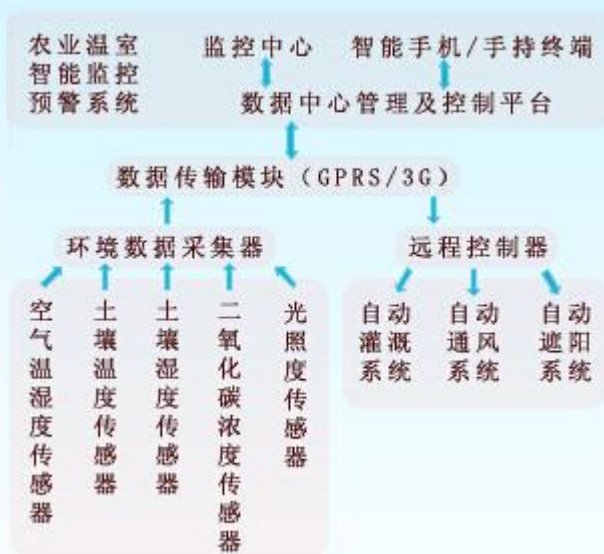 农业温室
智能监控
预警系统
监控中心
智能手机/手持终端
数据中心管理及控制平台
数据传输模块（GPRS/3G）
环境数据采集器
远程控制器
空气温湿度传感器
土壤温度传感器
土壤湿度传感器
二氧化碳浓度传感器
光照度传感器
自动
灌溉
系统
自动
通风
系统
自动
遮阳
系统